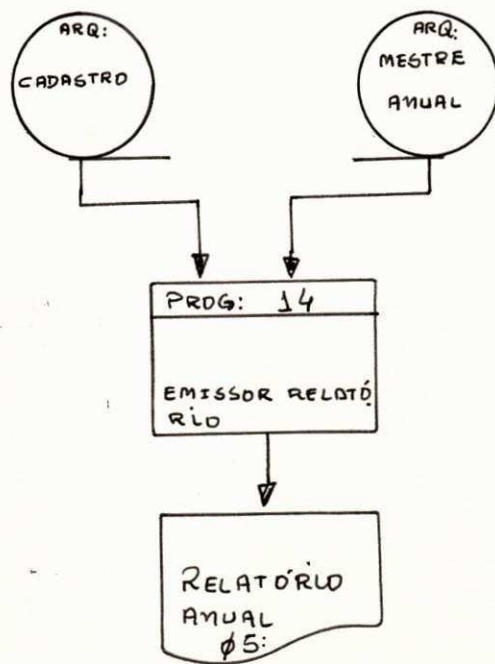 ARQ:
CADASTRO
ARQ:
MESTRE
ANUAL
PROG: 14
EMISSOR RELATÓ
RIO
RELATÓRIO
ANUAL
Ø5: